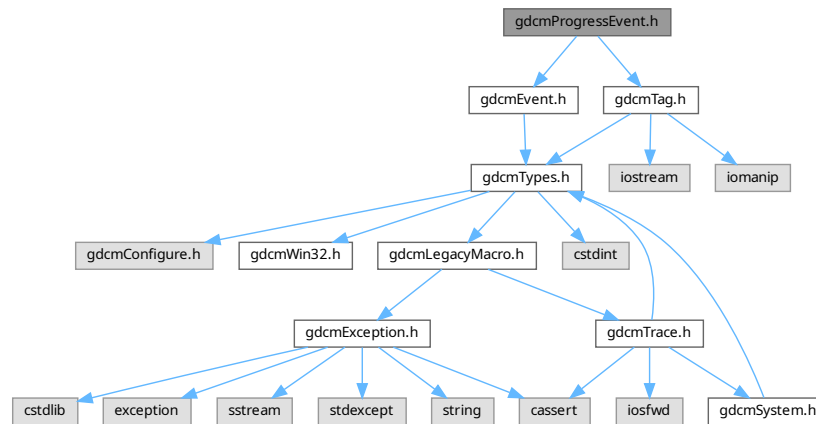 gdcmProgressEvent.h
gdcmEvent.h
gdcmTag.h
gdcmTypes.h
iostream
iomanip
gdcmConfigure.h
gdcmWin32.h
gdcmLegacyMacro.h
cstdint
gdcmException.h
gdcmTrace.h
cstdlib
exception
sstream
stdexcept
string
cassert
iosfwd
gdcmSystem.h